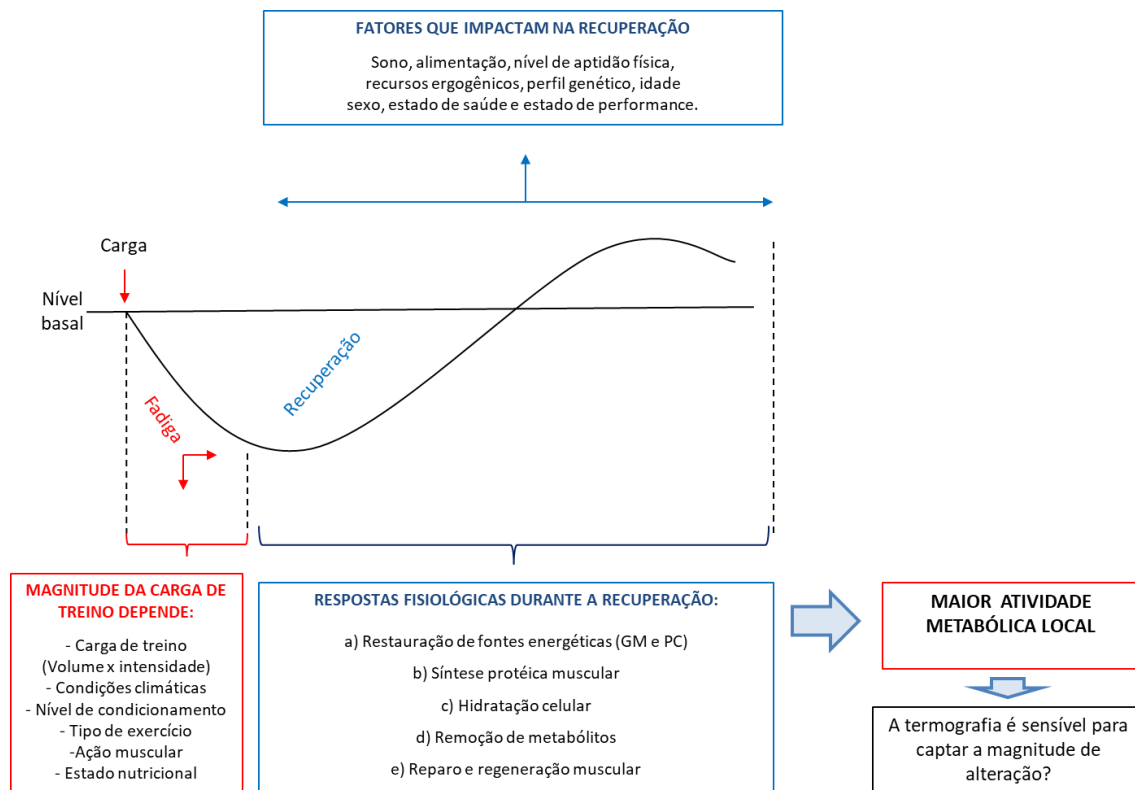 FATORES QUE IMPACTAM NA RECUPERAÇÃO
Sono, alimentação, nível de aptidão física,
recursos ergogênicos, perfil genético, idade
sexo, estado de saúde e estado de performance.
Carga
Nível
basal
Fadiga
Recuperação
MAGNITUDE DA CARGA DE
TREINO DEPENDE:
- Carga de treino
(Volume x intensidade)
- Condições climáticas
- Nível de condicionamento
- Tipo de exercício
-Ação muscular
- Estado nutricional
RESPOSTAS FISIOLÓGICAS DURANTE A RECUPERAÇÃO:
a) Restauração de fontes energéticas (GM e PC)
b) Síntese protéica muscular
c) Hidratação celular
d) Remoção de metabólitos
e) Reparo e regeneração muscular
MAIOR ATIVIDADE
METABÓLICA LOCAL
A termografia é sensível para
captar a magnitude de
alteração?